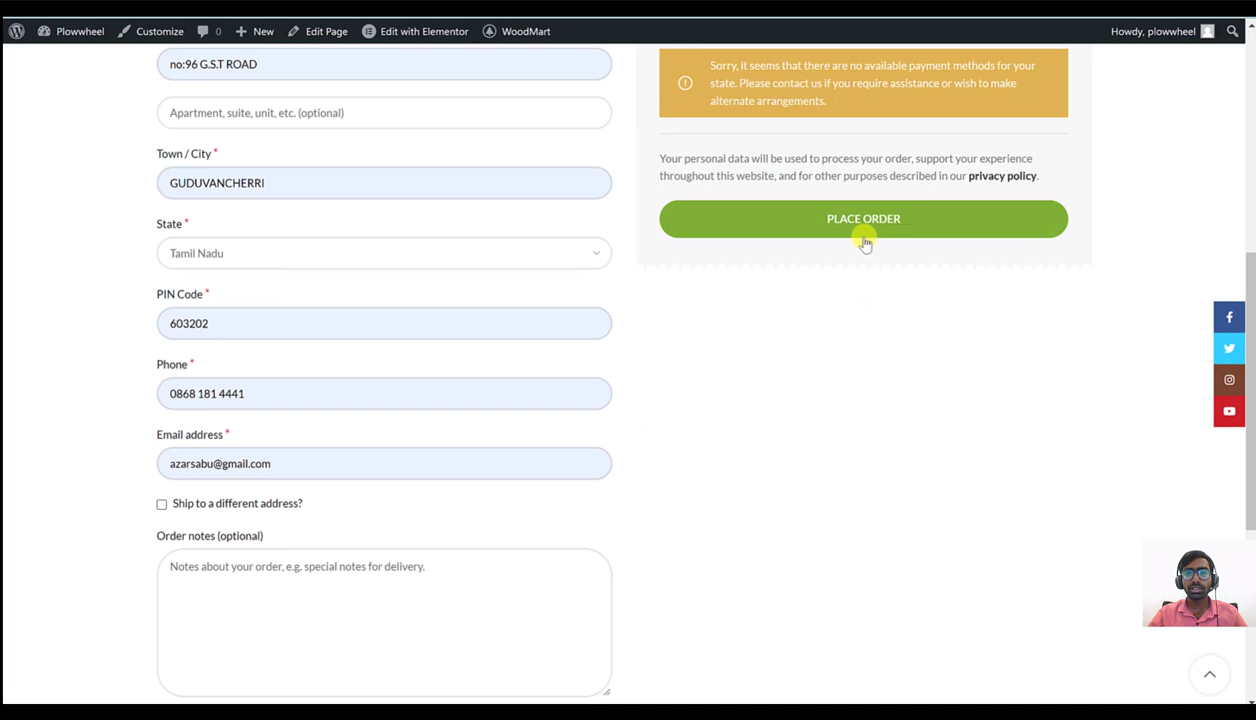 Plowwheel Customize 0 New Edit Page Edit with Elementor WoodMart Howdy, plowwheel
no:96 G.S.T ROAD
Apartment, suite, unit, etc. (optional)
Town / City *
GUDUVANCHERRI
State *
Tamil Nadu
PIN Code *
603202
Phone *
0868 181 4441
Email address *
azarsabu@gmail.com
Ship to a different address?
Order notes (optional)
Notes about your order, e.g. special notes for delivery.
Sorry, it seems that there are no available payment methods for your
state. Please contact us if you require assistance or wish to make
alternate arrangements.
Your personal data will be used to process your order, support your experience
throughout this website, and for other purposes described in our privacy policy.
PLACE ORDER